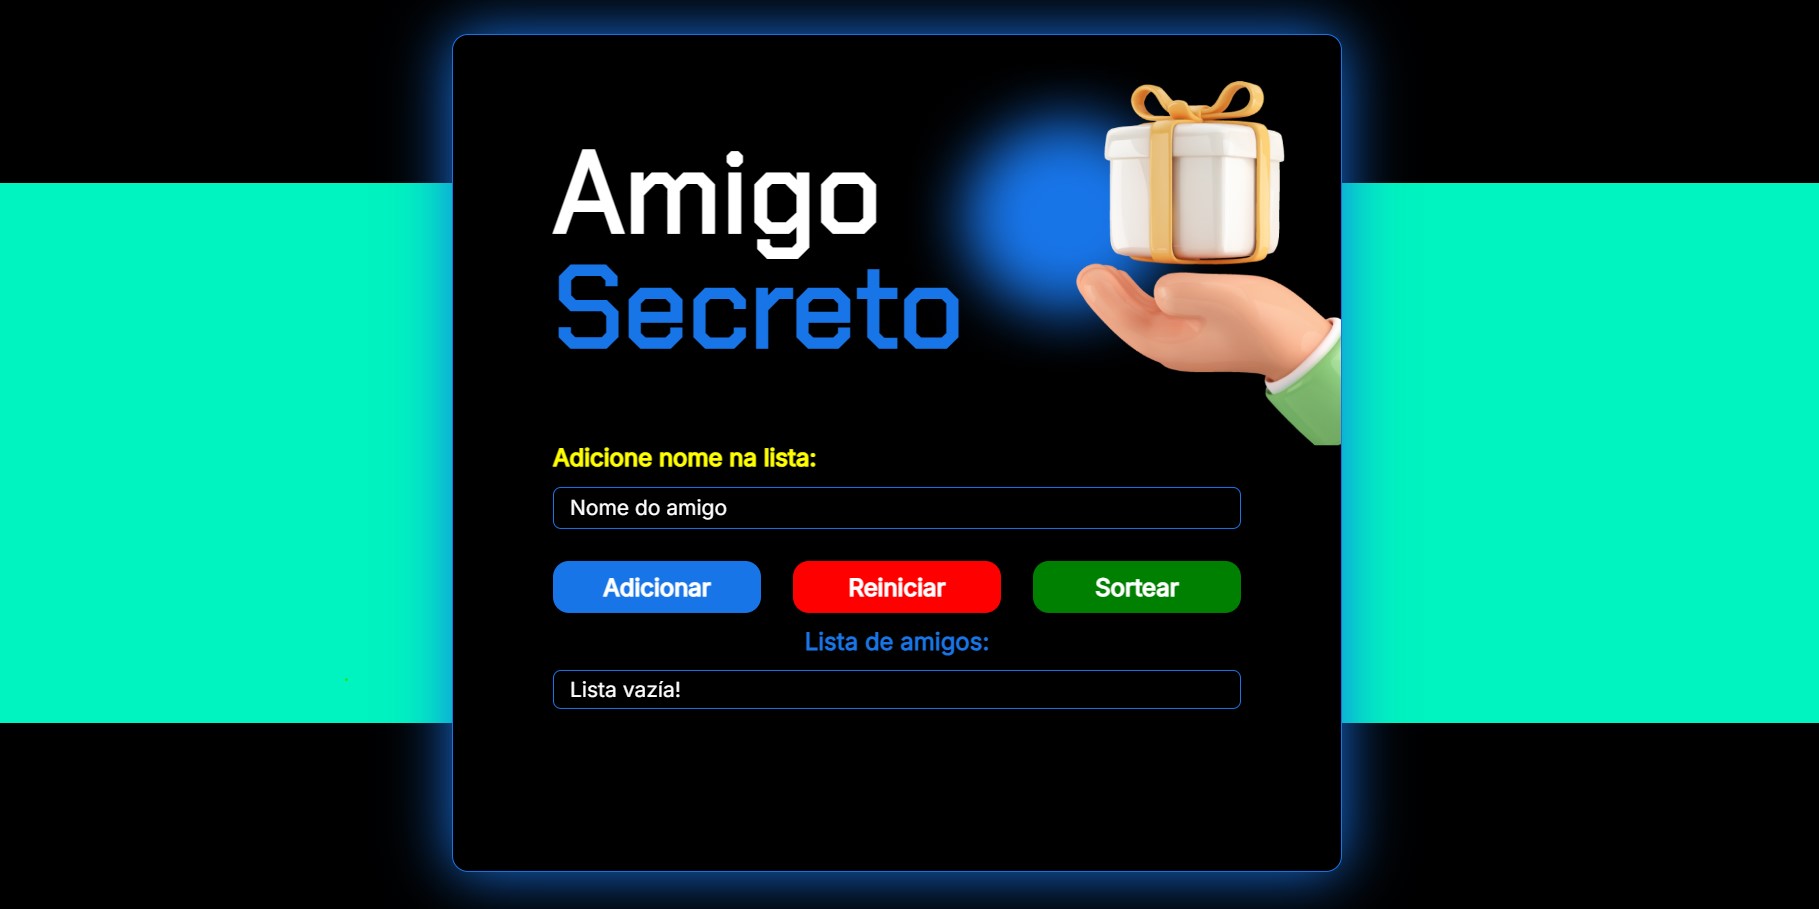 Amigo
Secreto
Adicione nome na lista:
Nome do amigo
Adicionar
Reiniciar
Sortear
Lista de amigos:
Lista vazía!